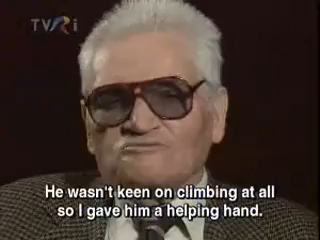 TVRi
He wasn't keen on climbing at all
so I gave him a helping hand.